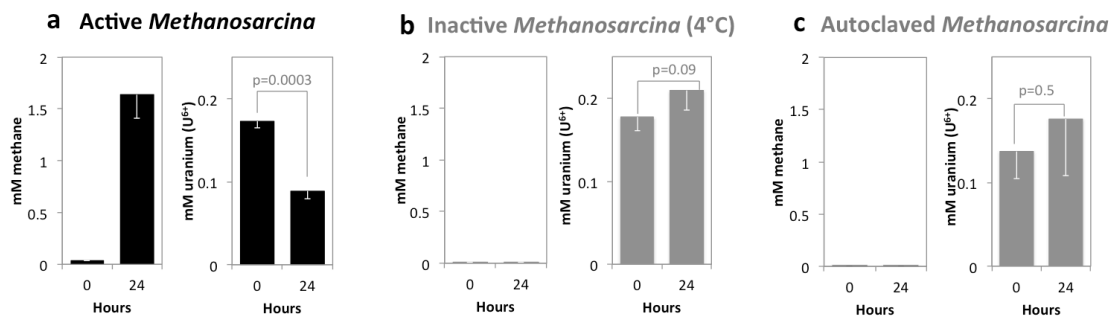 a Active Methanosarcina
mM methane
2
1.5
1
0.5
0
0 24
Hours
mM uranium (U6+)
0.2
0.1
0
p=0.0003
0 24
Hours
b Inactive Methanosarcina (4°C)
mM methane
2
1.5
1
0.5
0
0 24
Hours
mM uranium (U6+)
0.2
0.1
0
p=0.09
0 24
Hours
c Autoclaved Methanosarcina
mM methane
2
1.5
1
0.5
0
0 24
Hours
mM uranium (U6+)
0.2
0.1
0
p=0.5
0 24
Hours